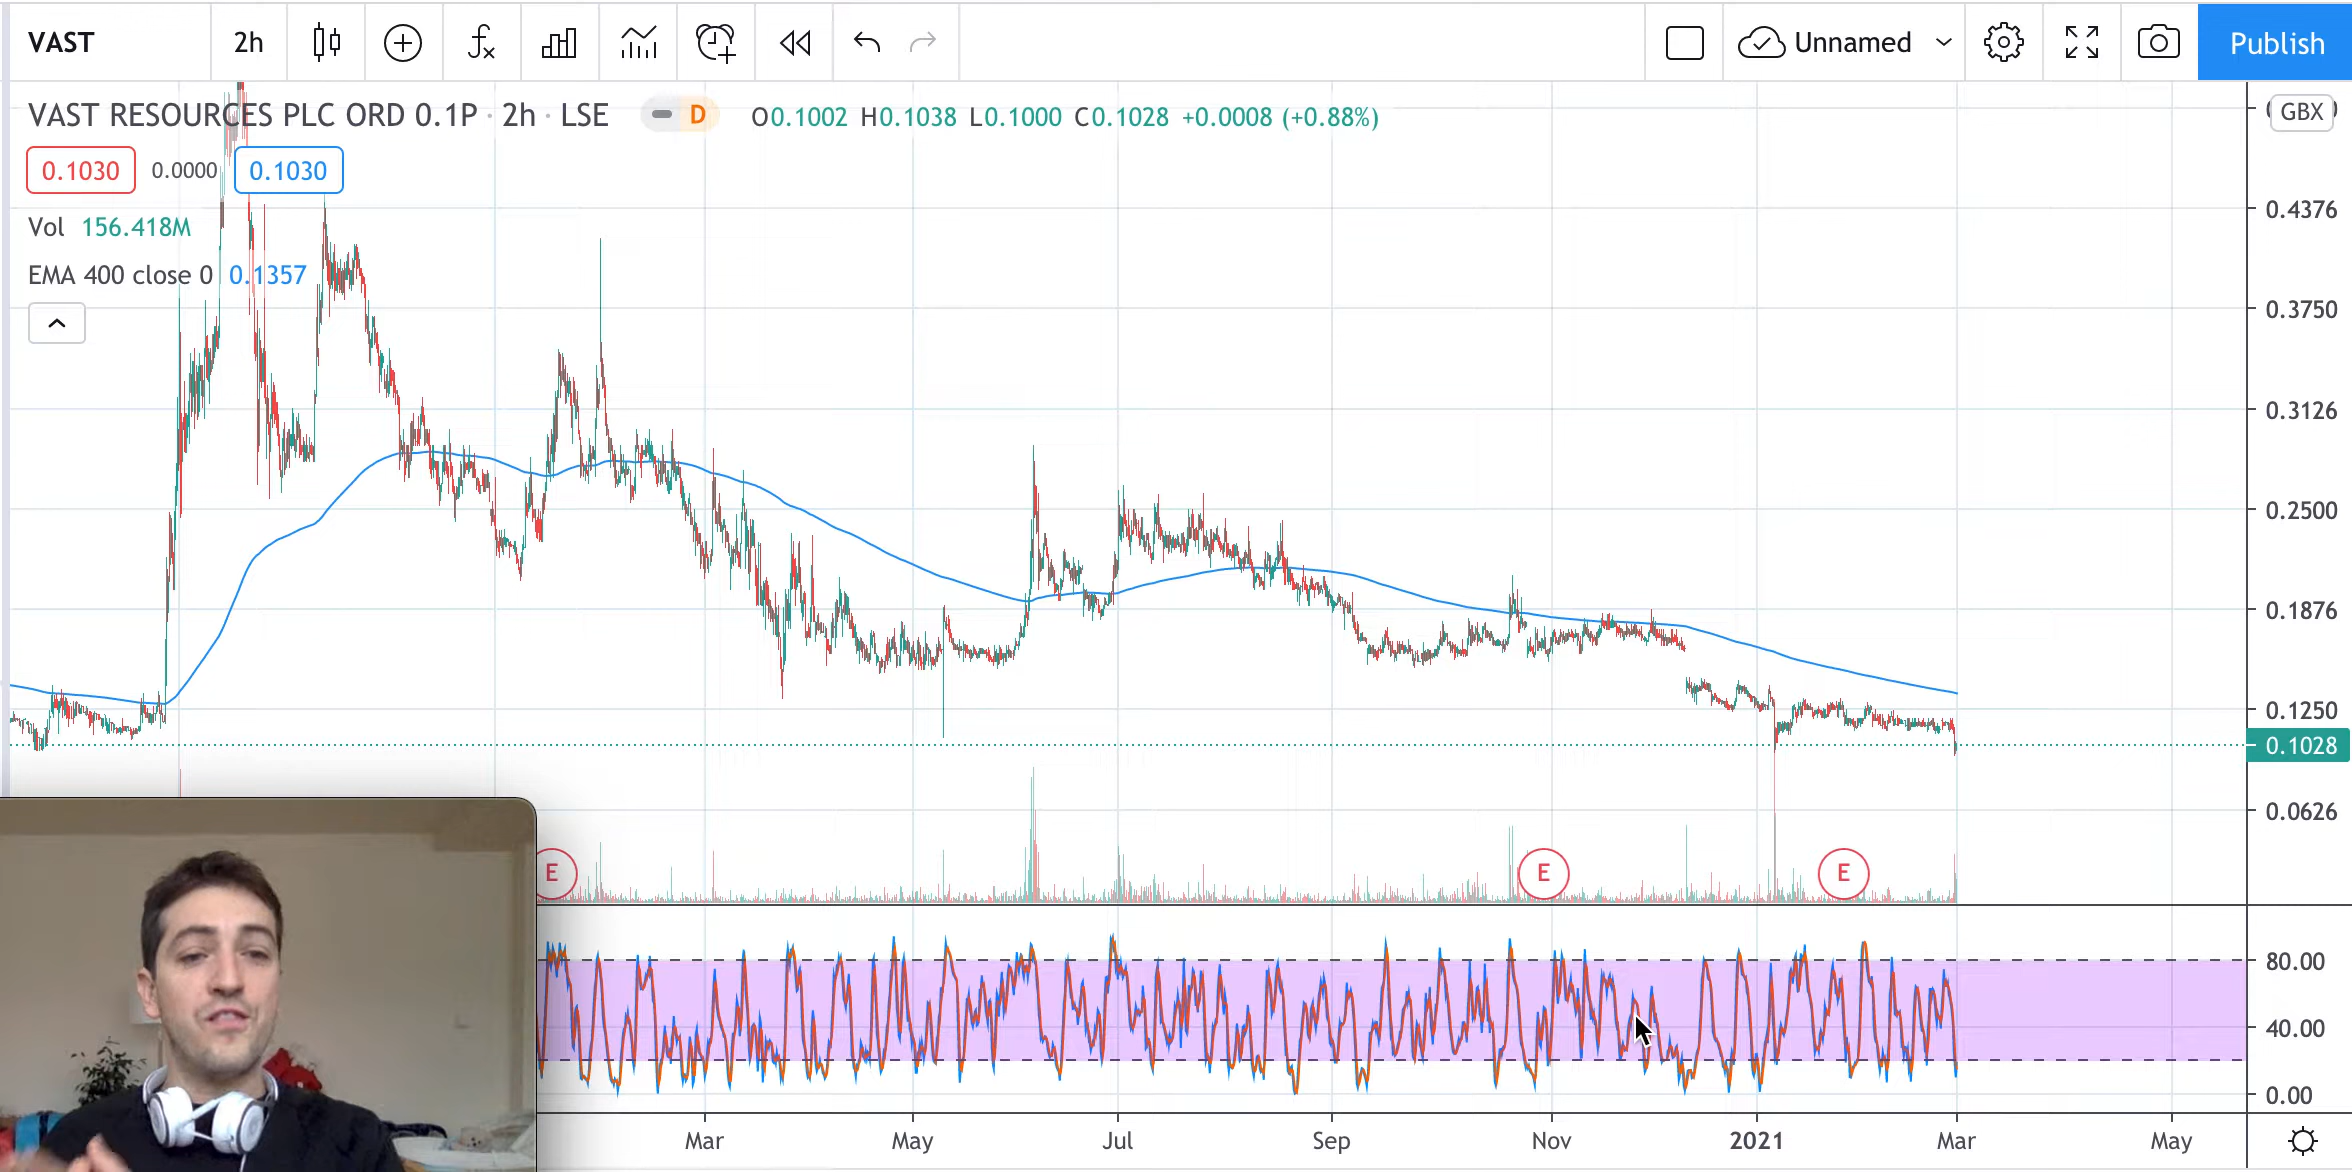 VAST 2h Unnamed Publish
VAST RESOURCES PLC ORD 0.1P · 2h · LSE D O0.1002 H0.1038 L0.1000 C0.1028 +0.0008 (+0.88%)
GBX
0.1030 0.0000 0.1030
Vol 156.418M
EMA 400 close 0 0.1357
0.4376
0.3750
0.3126
0.2500
0.1876
0.1250
0.1028
0.0626
E E E
80.00
40.00
0.00
Mar May Jul Sep Nov 2021 Mar May